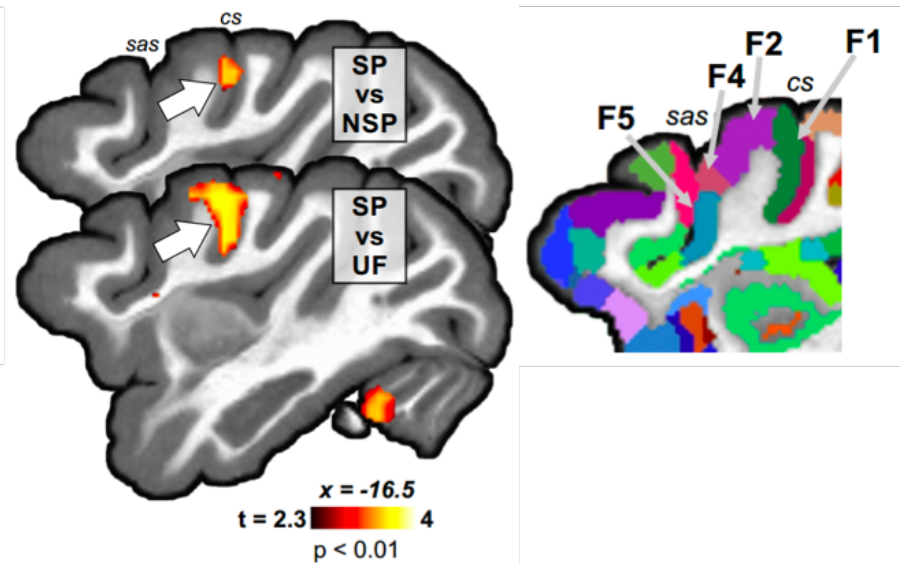 sas
cs
SP
vs
NSP
SP
vs
UF
x = -16.5
t = 2.3
4
p < 0.01
F5
sas
F4
F2
cs
F1